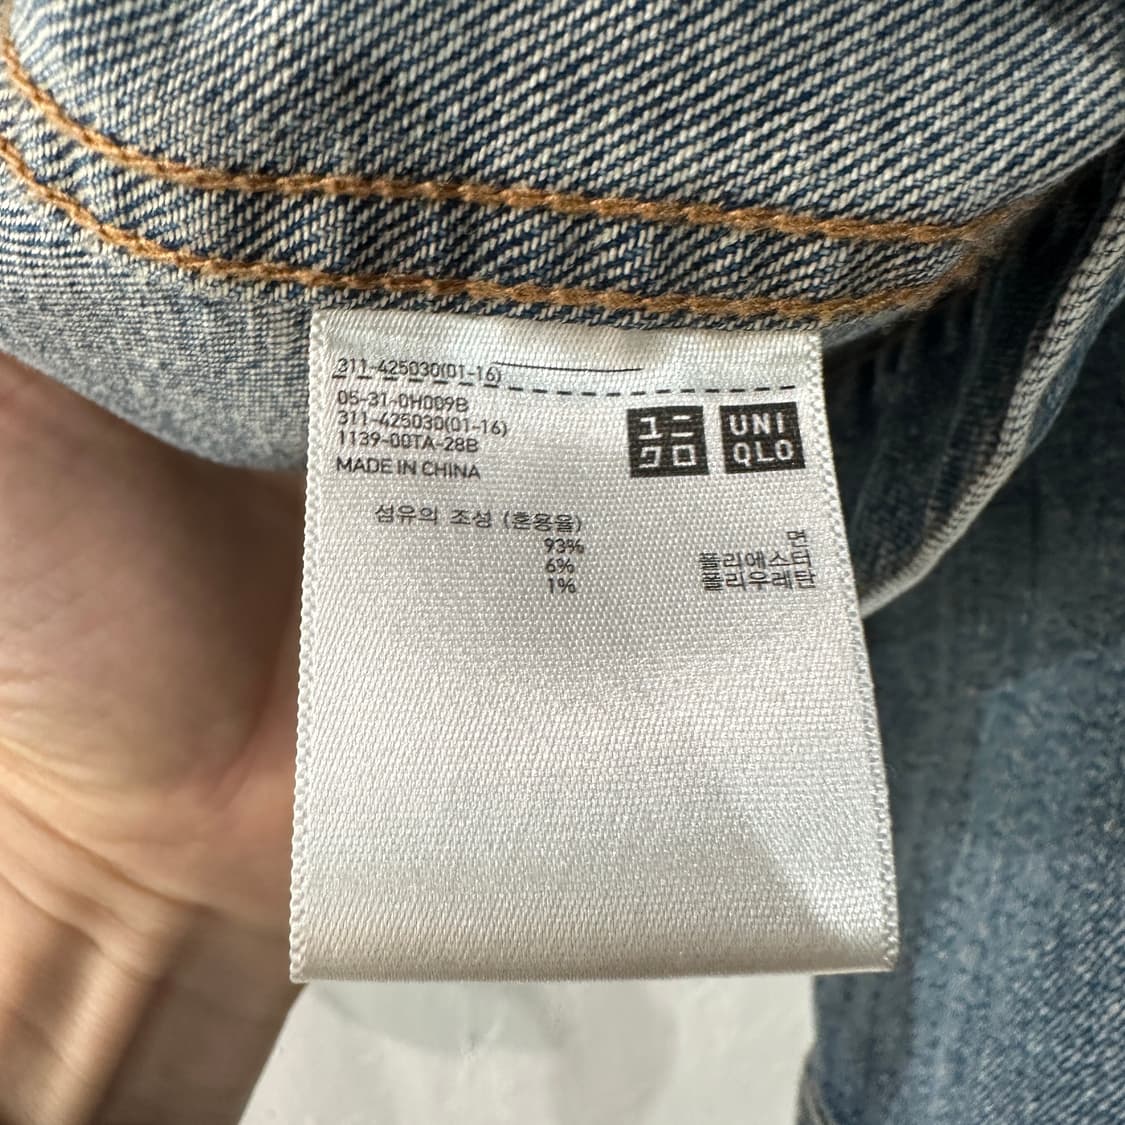 311-425030(01-16)
05-31-0H009B
311-425030(01-16)
1139-00TA-28B
MADE IN CHINA
ユニ
クロ
UNI
QLO
섬유의 조성 (혼용율)
93% 면
6% 폴리에스터
1% 폴리우레탄